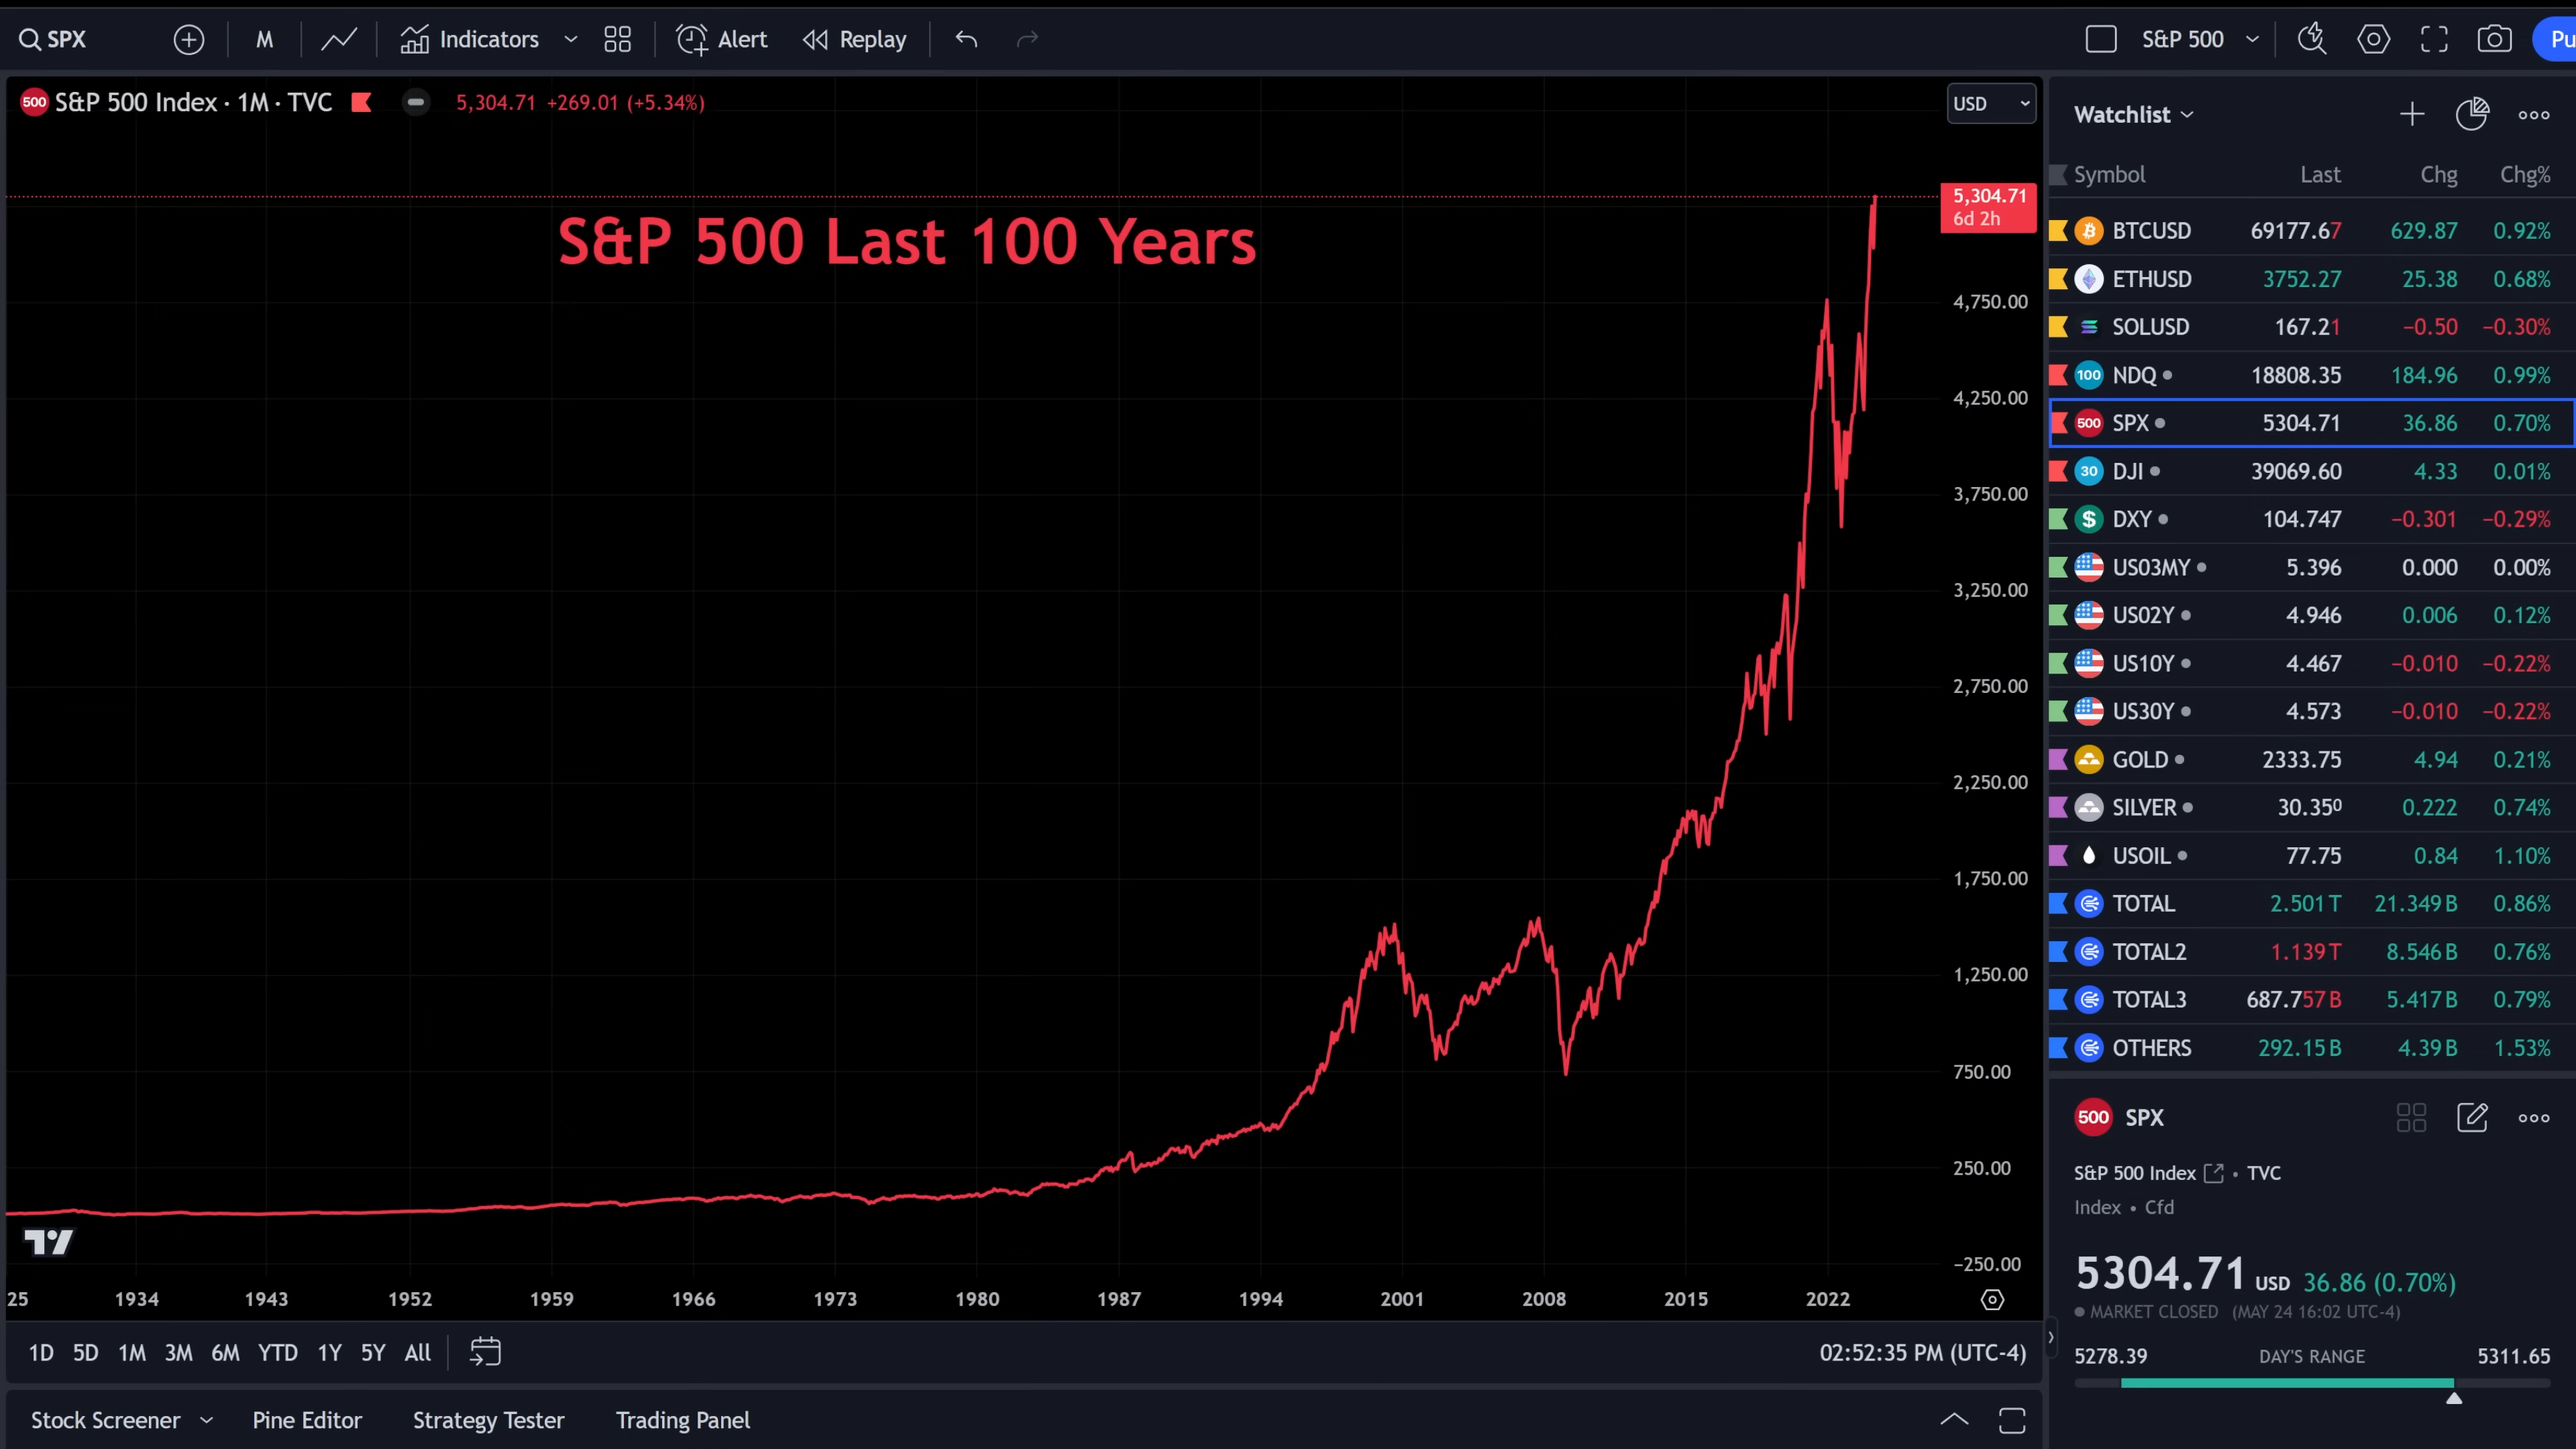 SPX M Indicators Alert Replay S&P 500 Pu
500 S&P 500 Index · 1M · TVC 5,304.71 +269.01 (+5.34%) USD
S&P 500 Last 100 Years
5,304.71
6d 2h
4,750.00
4,250.00
3,750.00
3,250.00
2,750.00
2,250.00
1,750.00
1,250.00
750.00
250.00
−250.00
25 1934 1943 1952 1959 1966 1973 1980 1987 1994 2001 2008 2015 2022
1D 5D 1M 3M 6M YTD 1Y 5Y All 02:52:35 PM (UTC-4)
Stock Screener Pine Editor Strategy Tester Trading Panel
Watchlist
Symbol Last Chg Chg%
BTCUSD 69177.67 629.87 0.92%
ETHUSD 3752.27 25.38 0.68%
SOLUSD 167.21 −0.50 −0.30%
100 NDQ 18808.35 184.96 0.99%
500 SPX 5304.71 36.86 0.70%
30 DJI 39069.60 4.33 0.01%
$ DXY 104.747 −0.301 −0.29%
US03MY 5.396 0.000 0.00%
US02Y 4.946 0.006 0.12%
US10Y 4.467 −0.010 −0.22%
US30Y 4.573 −0.010 −0.22%
GOLD 2333.75 4.94 0.21%
SILVER 30.350 0.222 0.74%
USOIL 77.75 0.84 1.10%
TOTAL 2.501 T 21.349 B 0.86%
TOTAL2 1.139 T 8.546 B 0.76%
TOTAL3 687.757 B 5.417 B 0.79%
OTHERS 292.15 B 4.39 B 1.53%
500 SPX
S&P 500 Index • TVC
Index • Cfd
5304.71 USD 36.86 (0.70%)
MARKET CLOSED (MAY 24 16:02 UTC-4)
5278.39 DAY'S RANGE 5311.65